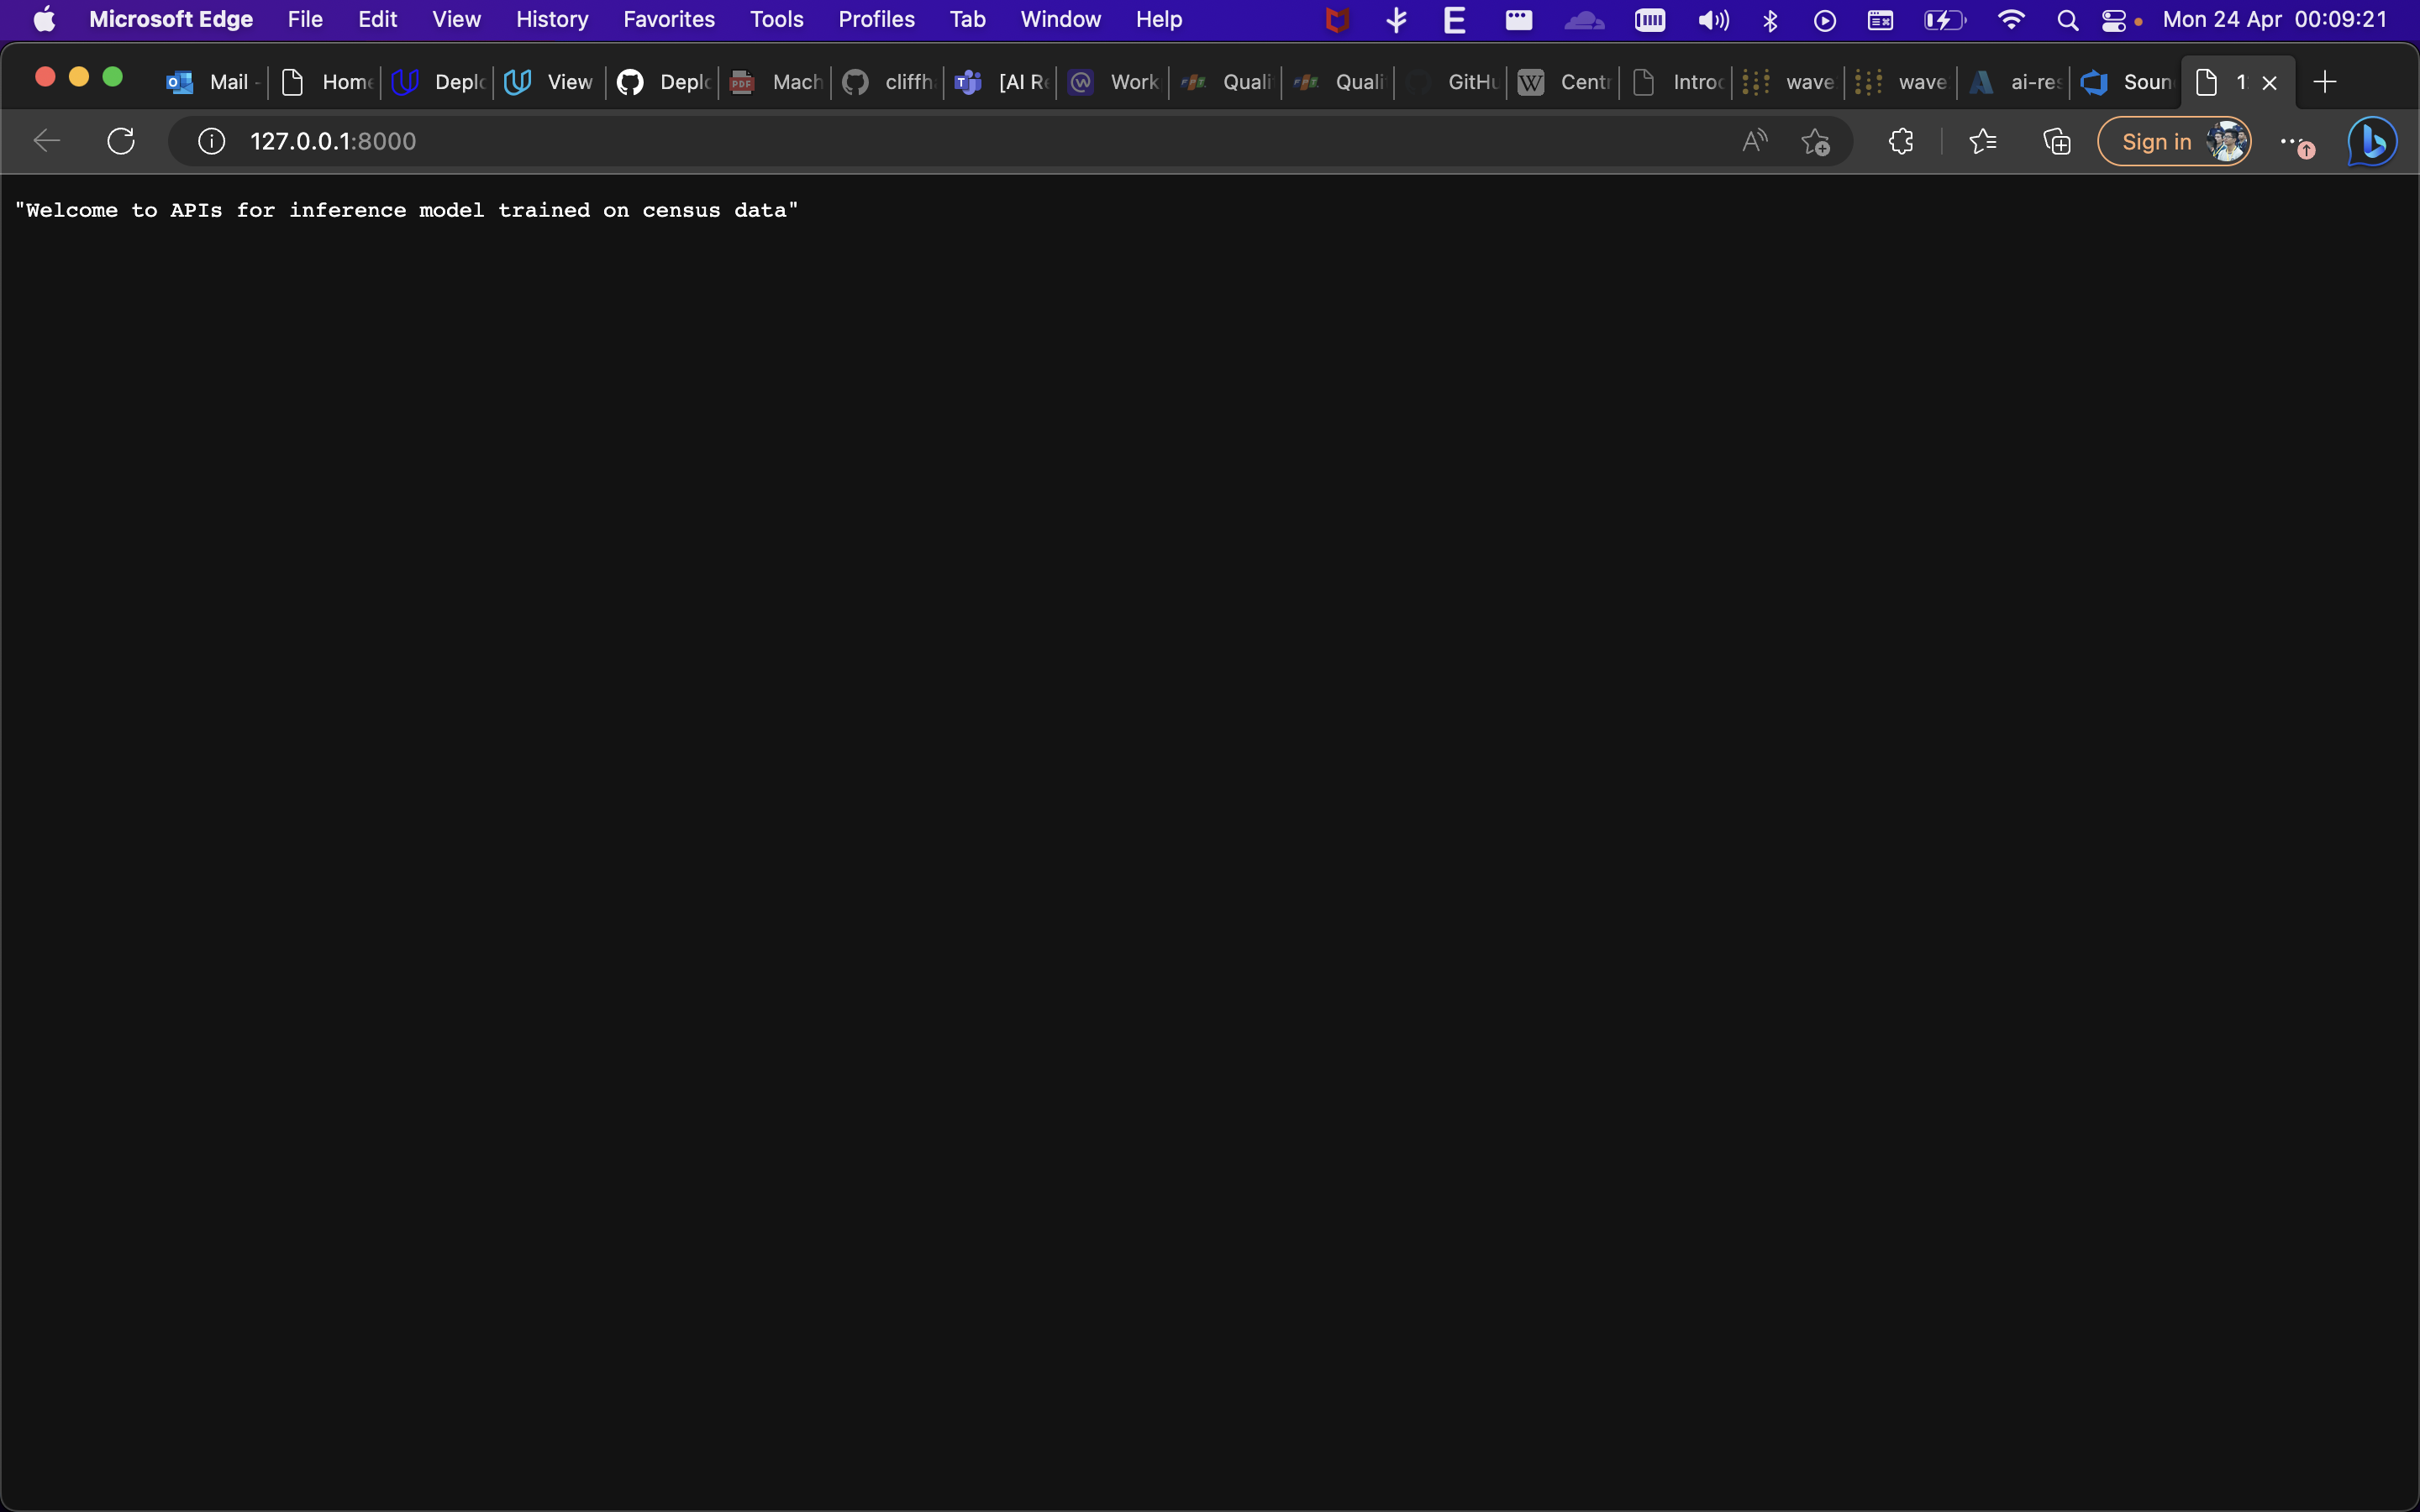 Microsoft Edge File Edit View History Favorites Tools Profiles Tab Window Help Mon 24 Apr 00:09:21
Mail - Home Deplo View Deplo PDF Mach cliffh [AI Re Work Quali Quali GitHu W Centr Introd wave wave ai-res Soun 1
127.0.0.1:8000 Sign in
"Welcome to APIs for inference model trained on census data"